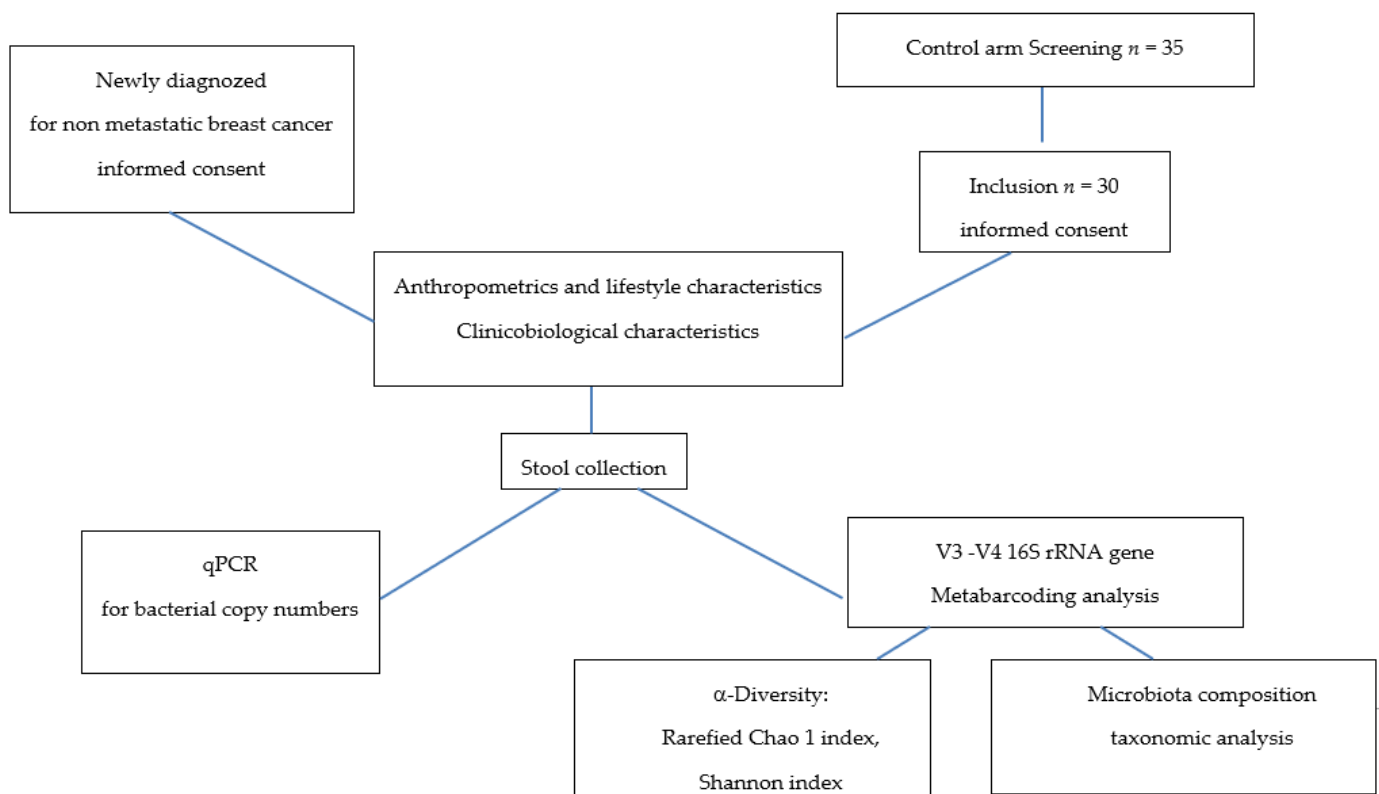 Newly diagnozed
for non metastatic breast cancer
informed consent
Control arm Screening n = 35
Inclusion n = 30
informed consent
Anthropometrics and lifestyle characteristics
Clinicobiological characteristics
Stool collection
qPCR
for bacterial copy numbers
V3 -V4 16S rRNA gene
Metabarcoding analysis
α-Diversity:
Rarefied Chao 1 index,
Shannon index
Microbiota composition
taxonomic analysis